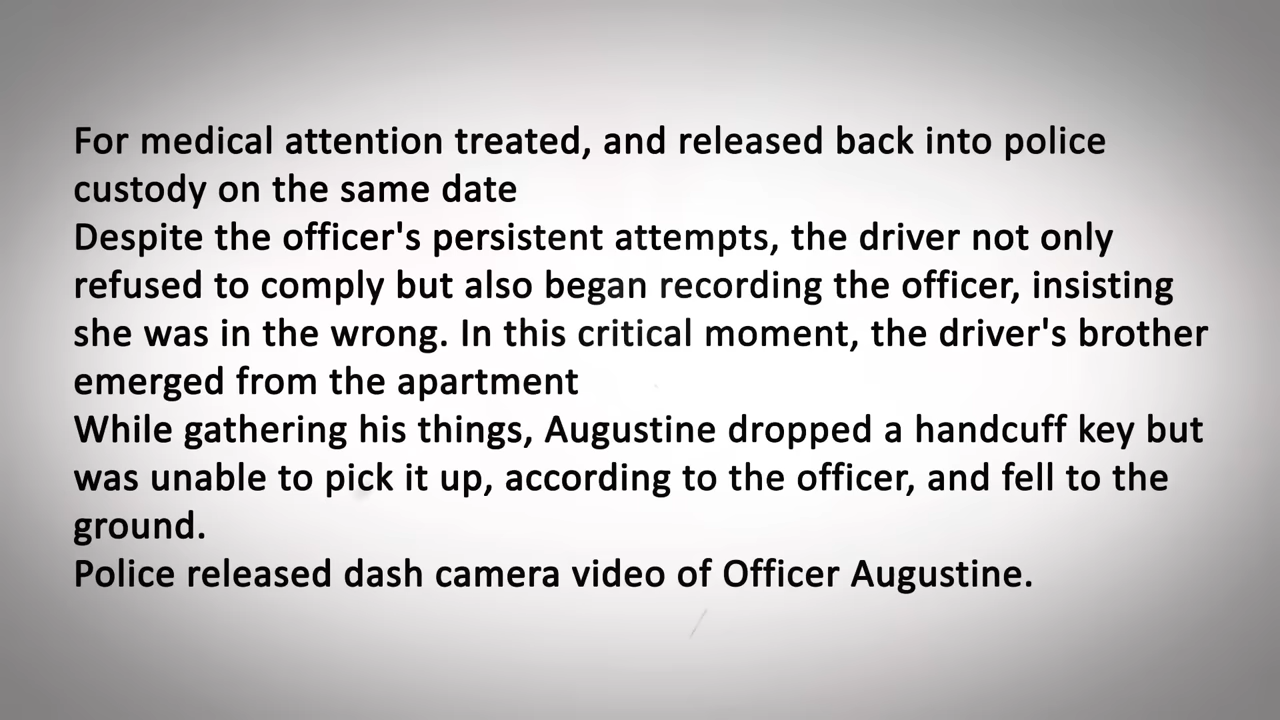 For medical attention treated, and released back into police
custody on the same date
Despite the officer's persistent attempts, the driver not only
refused to comply but also began recording the officer, insisting
she was in the wrong. In this critical moment, the driver's brother
emerged from the apartment
While gathering his things, Augustine dropped a handcuff key but
was unable to pick it up, according to the officer, and fell to the
ground.
Police released dash camera video of Officer Augustine.